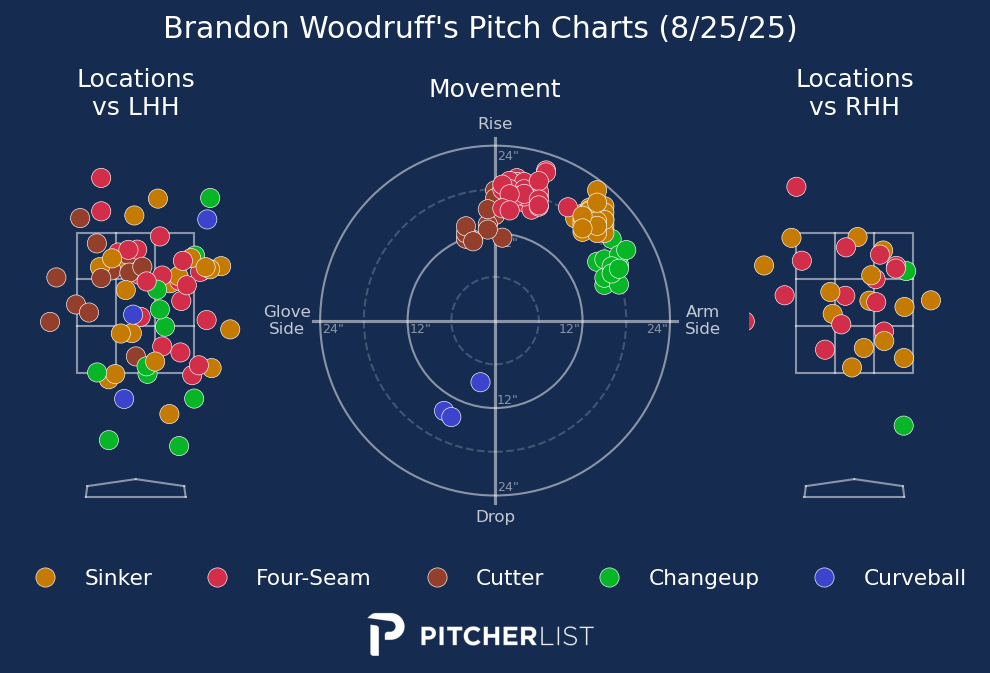 Brandon Woodruff's Pitch Charts (8/25/25)
Locations
vs LHH
Movement
Locations
vs RHH
Rise
24"
Glove
Side
24"
12"
12"
24"
Arm
Side
12"
24"
Drop
Sinker
Four-Seam
Cutter
Changeup
Curveball
PITCHERLIST